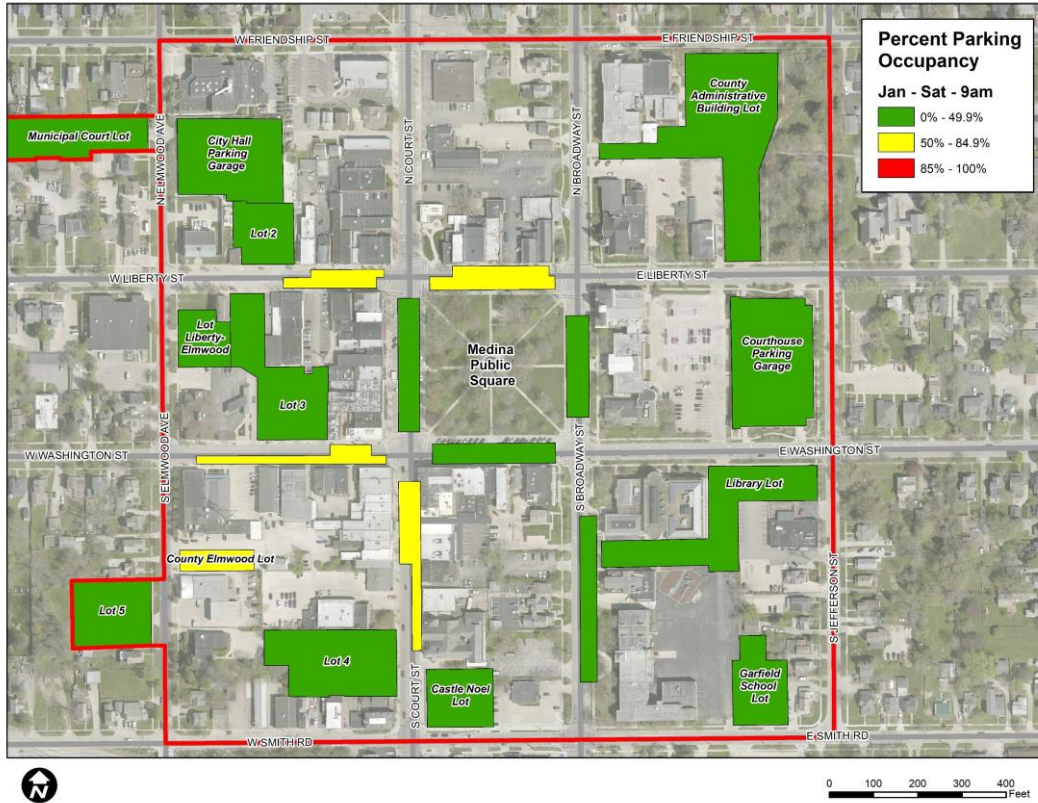 W FRIENDSHIP ST
E FRIENDSHIP ST
Percent Parking
Occupancy
Jan - Sat - 9am
0% - 49.9%
50% - 84.9%
85% - 100%
County
Administrative
Building Lot
Municipal Court Lot
City Hall
Parking
Garage
N ELMWOOD AVE
N COURT ST
N BROADWAY ST
Lot 2
W LIBERTY ST
E LIBERTY ST
Lot
Liberty-
Elmwood
Medina
Public
Square
Courthouse
Parking
Garage
Lot 3
S ELMWOOD AVE
S BROADWAY ST
W WASHINGTON ST
E WASHINGTON ST
Library Lot
County Elmwood Lot
Lot 5
S JEFFERSON ST
Lot 4
S COURT ST
Castle Noel
Lot
Garfield
School
Lot
W SMITH RD
E SMITH RD
N
0 100 200 300 400
Feet